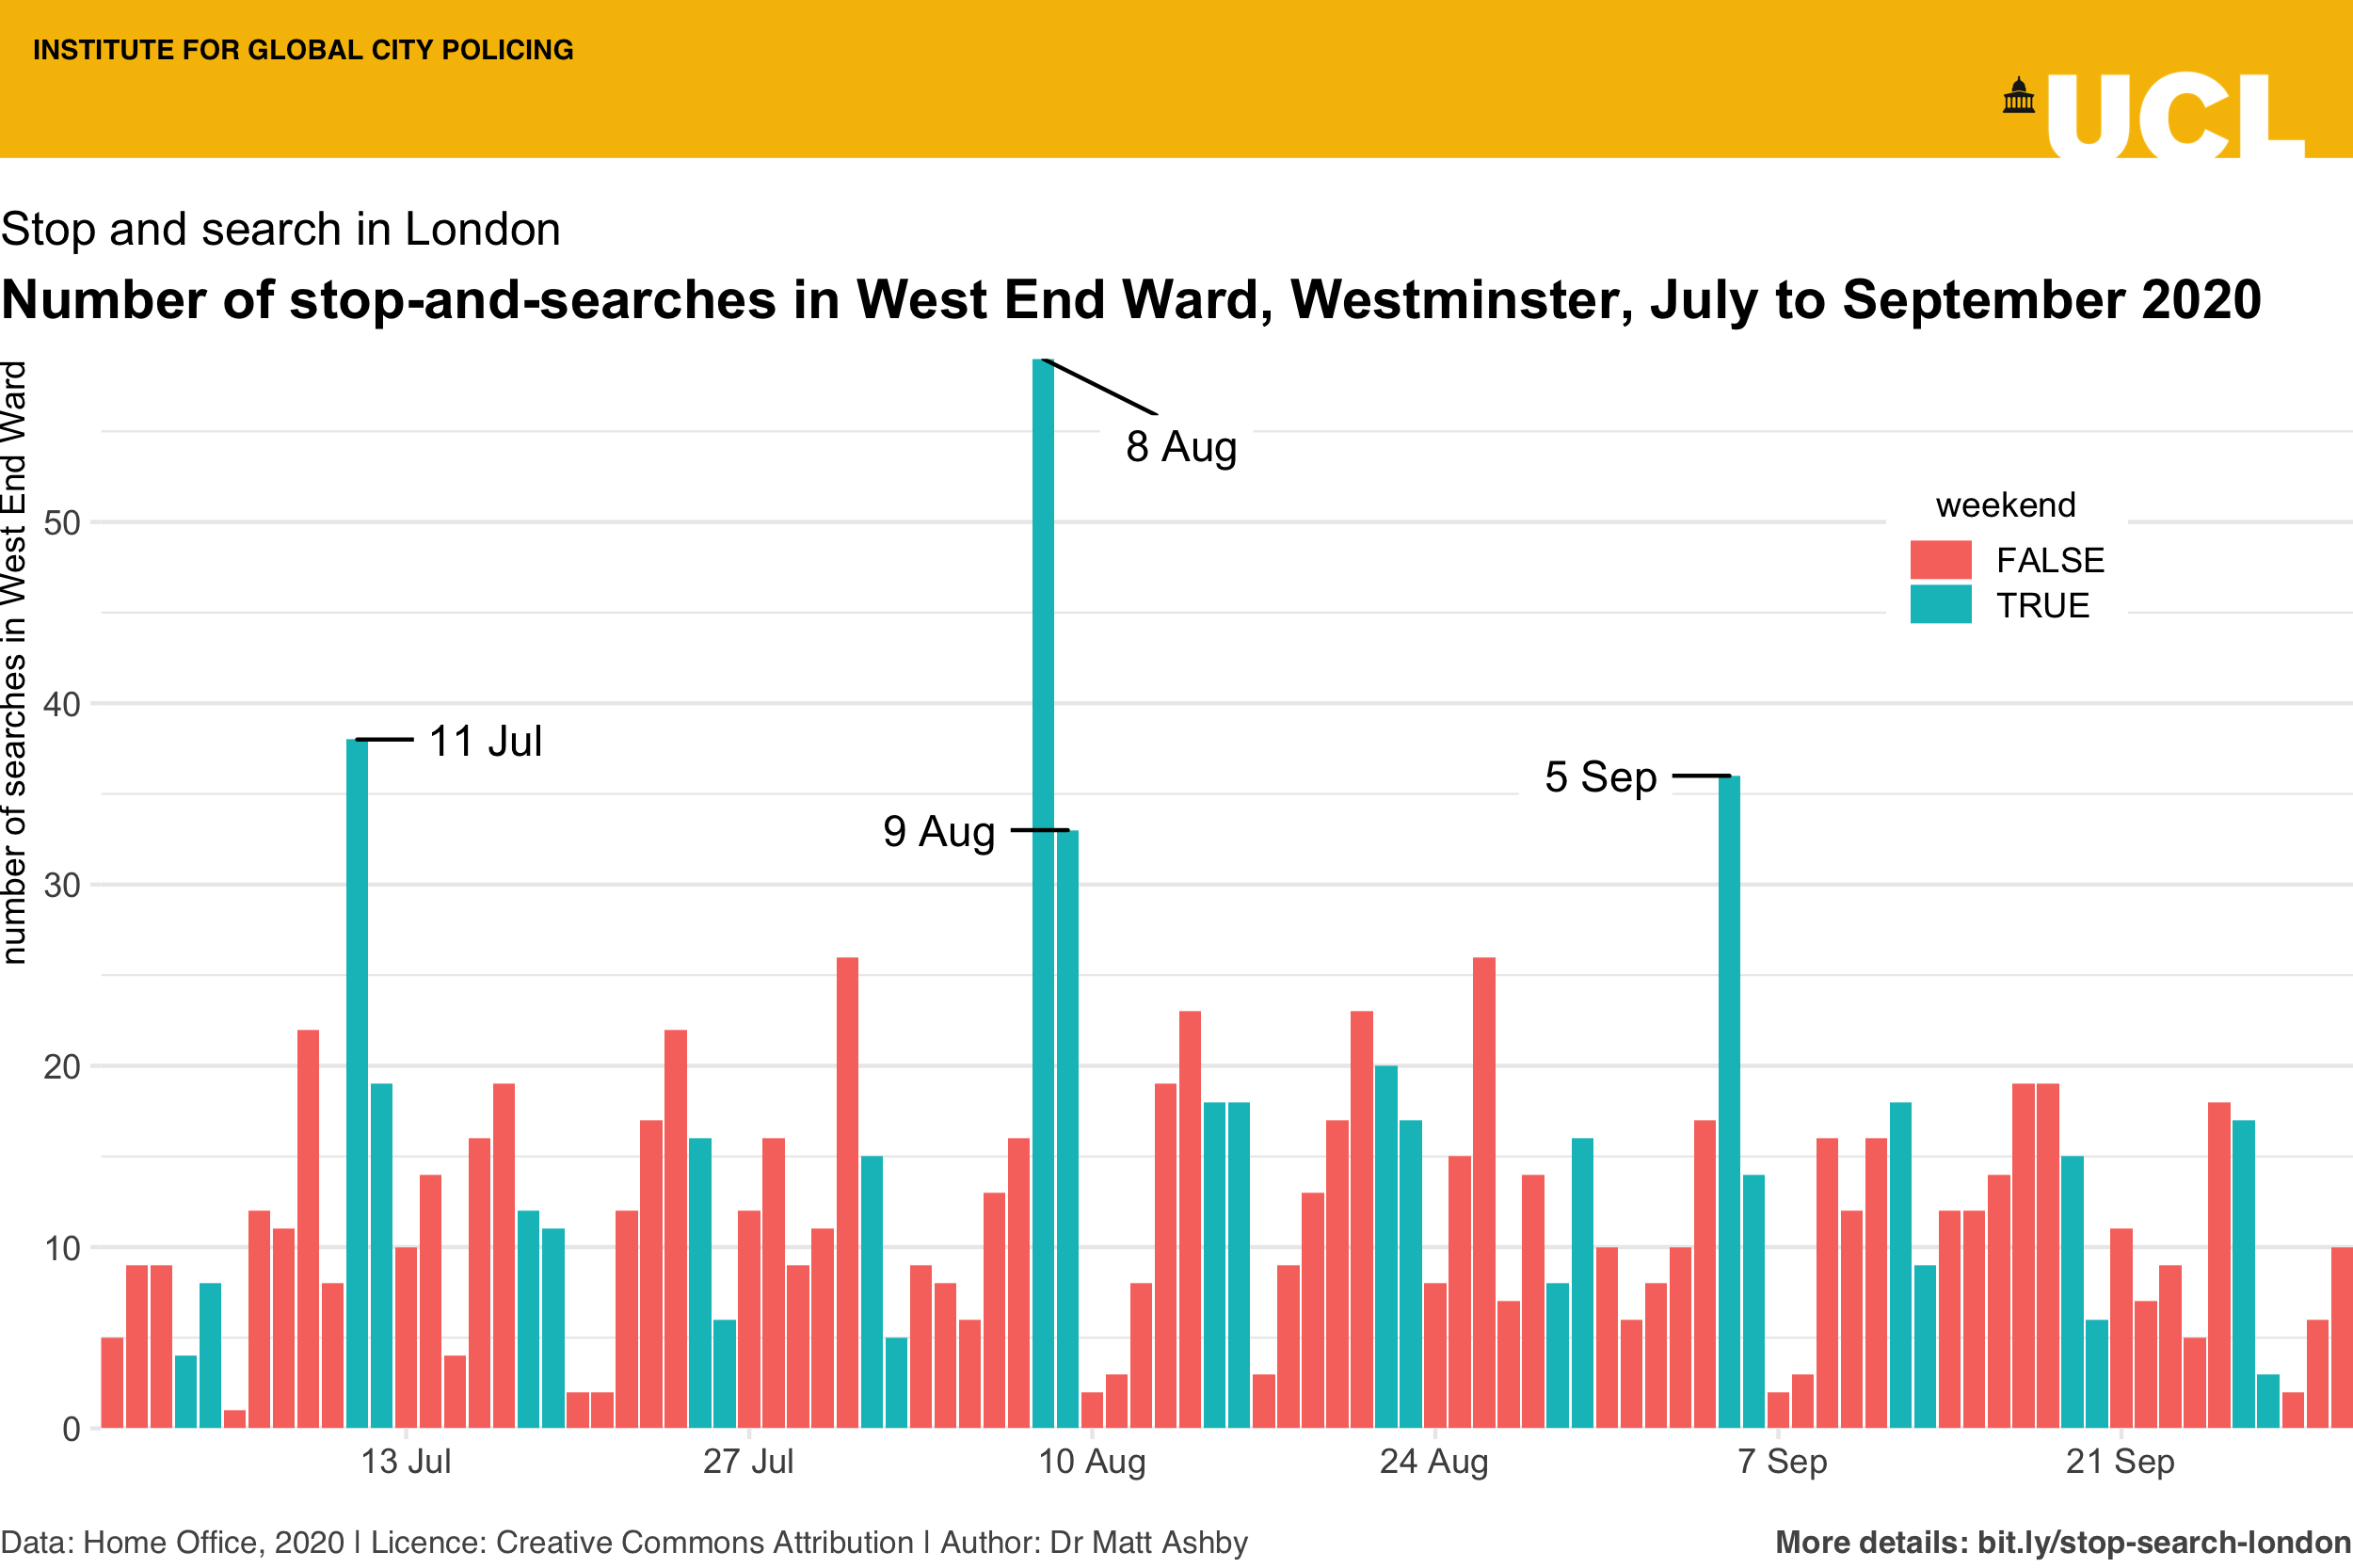 INSTITUTE FOR GLOBAL CITY POLICING
UCL
Stop and search in London
Number of stop-and-searches in West End Ward, Westminster, July to September 2020
number of searches in West End Ward
8 Aug
50
weekend
FALSE
TRUE
40
11 Jul
5 Sep
9 Aug
30
20
10
0
13 Jul
27 Jul
10 Aug
24 Aug
7 Sep
21 Sep
Data: Home Office, 2020 | Licence: Creative Commons Attribution | Author: Dr Matt Ashby
More details: bit.ly/stop-search-london